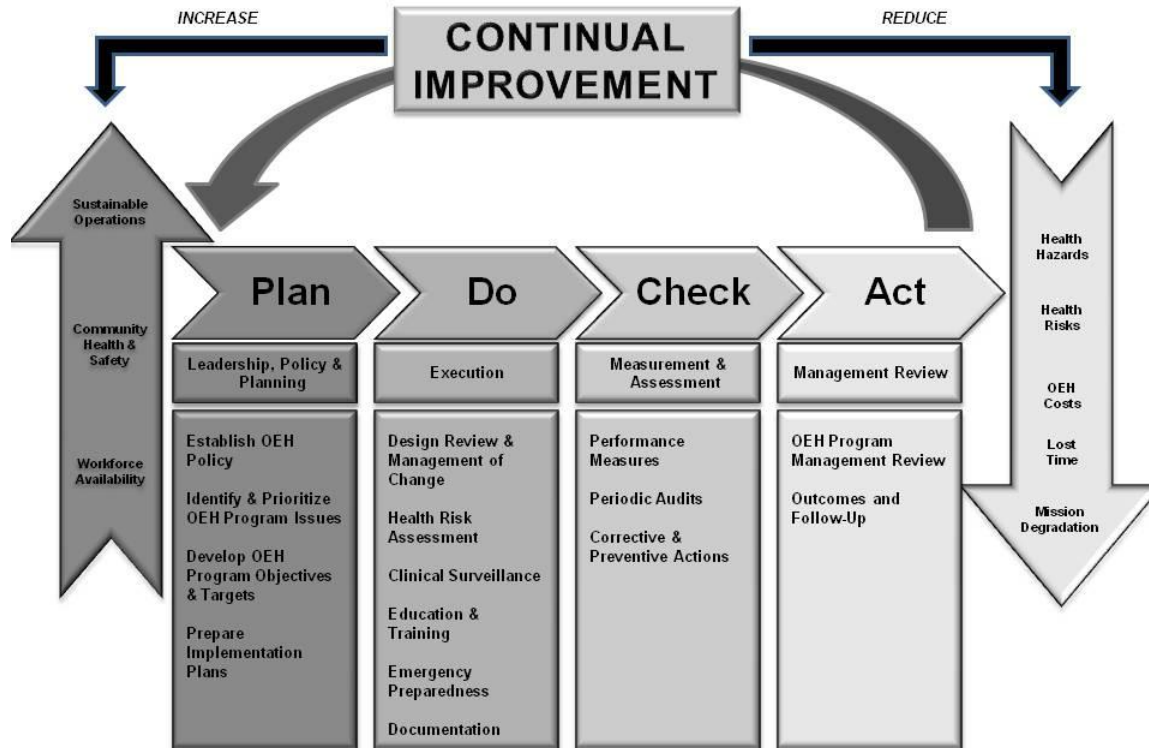 INCREASE
REDUCE
CONTINUAL
IMPROVEMENT
Sustainable
Operations
Community
Health &
Safety
Workforce
Availability
Plan
Leadership, Policy &
Planning
Establish OEH
Policy
Identify & Prioritize
OEH Program Issues
Develop OEH
Program Objectives
& Targets
Prepare
Implementation
Plans
Do
Execution
Design Review &
Management of
Change
Health Risk
Assessment
Clinical Surveillance
Education &
Training
Emergency
Preparedness
Documentation
Check
Measurement &
Assessment
Performance
Measures
Periodic Audits
Corrective &
Preventive Actions
Act
Management Review
OEH Program
Management Review
Outcomes and
Follow-Up
Health
Hazards
Health
Risks
OEH
Costs
Lost
Time
Mission
Degradation